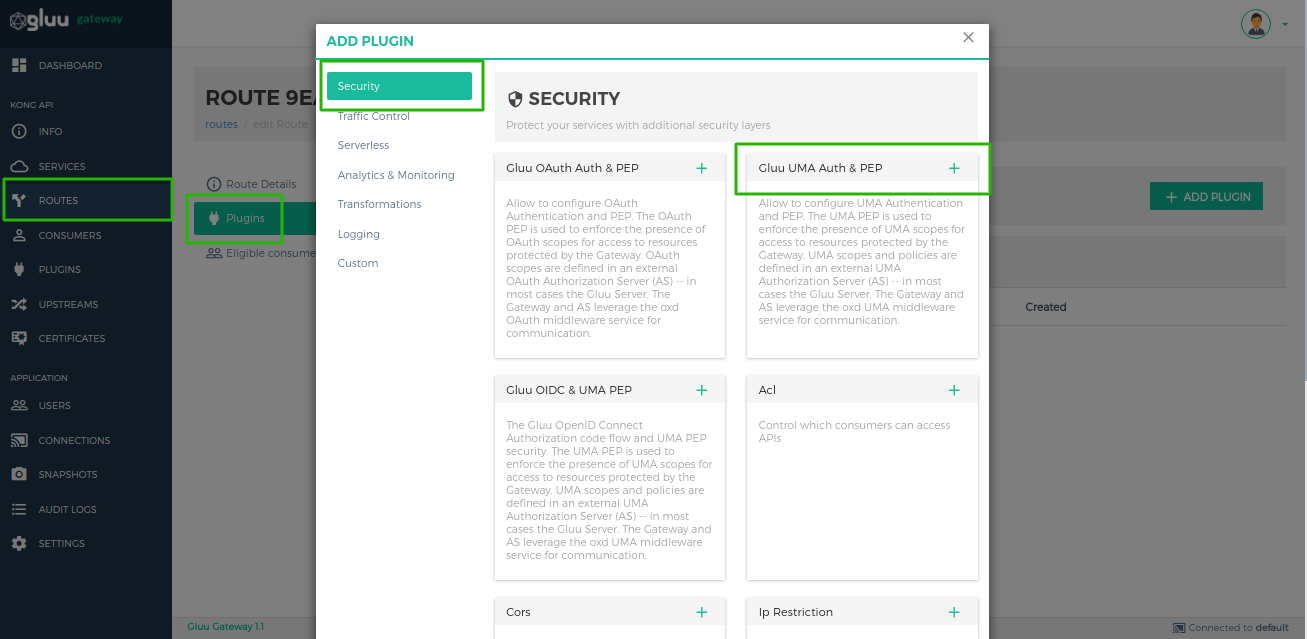 gluu gateway
DASHBOARD
KONG API
INFO
SERVICES
ROUTES
CONSUMERS
PLUGINS
UPSTREAMS
CERTIFICATES
APPLICATION
USERS
CONNECTIONS
SNAPSHOTS
AUDIT LOGS
SETTINGS
ROUTE 9EA
routes / edit Route
Route Details
Plugins
Eligible consume
ADD PLUGIN
Created
Gluu Gateway 1.1
Connected to default
ADD PLUGIN
Security
Traffic Control
Serverless
Analytics & Monitoring
Transformations
Logging
Custom
SECURITY
Protect your services with additional security layers
Gluu OAuth Auth & PEP
Allow to configure OAuth
Authentication and PEP. The OAuth
PEP is used to enforce the presence of
OAuth scopes for access to resources
protected by the Gateway. OAuth
scopes are defined in an external
OAuth Authorization Server (AS) -- in
most cases the Gluu Server. The
Gateway and AS leverage the oxd
OAuth middleware service for
communication.
Gluu UMA Auth & PEP
Allow to configure UMA Authentication
and PEP. The UMA PEP is used to
enforce the presence of UMA scopes for
access to resources protected by the
Gateway. UMA scopes and policies are
defined in an external UMA
Authorization Server (AS) -- in most
cases the Gluu Server. The Gateway and
AS leverage the oxd UMA middleware
service for communication.
Gluu OIDC & UMA PEP
The Gluu OpenID Connect
Authorization code flow and UMA PEP
security. The UMA PEP is used to
enforce the presence of UMA scopes for
access to resources protected by the
Gateway. UMA scopes and policies are
defined in an external UMA
Authorization Server (AS) -- in most
cases the Gluu Server. The Gateway and
AS leverage the oxd UMA middleware
service for communication.
Acl
Control which consumers can access
APIs
Cors
Ip Restriction